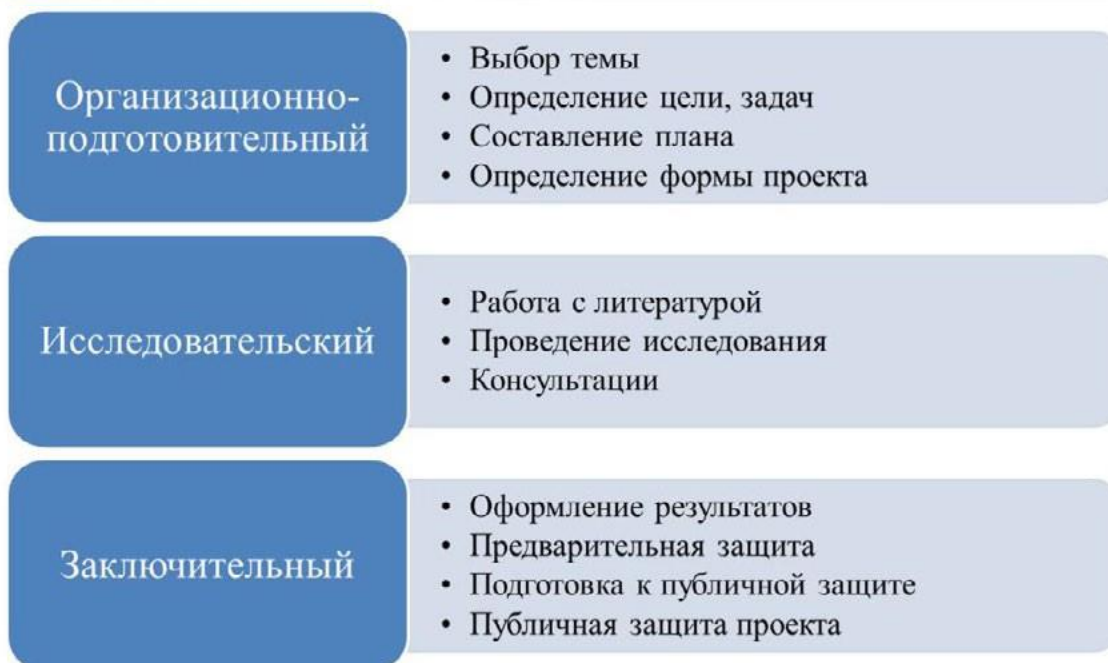 Организационно-
подготовительный
• Выбор темы
• Определение цели, задач
• Составление плана
• Определение формы проекта
Исследовательский
• Работа с литературой
• Проведение исследования
• Консультации
Заключительный
• Оформление результатов
• Предварительная защита
• Подготовка к публичной защите
• Публичная защита проекта